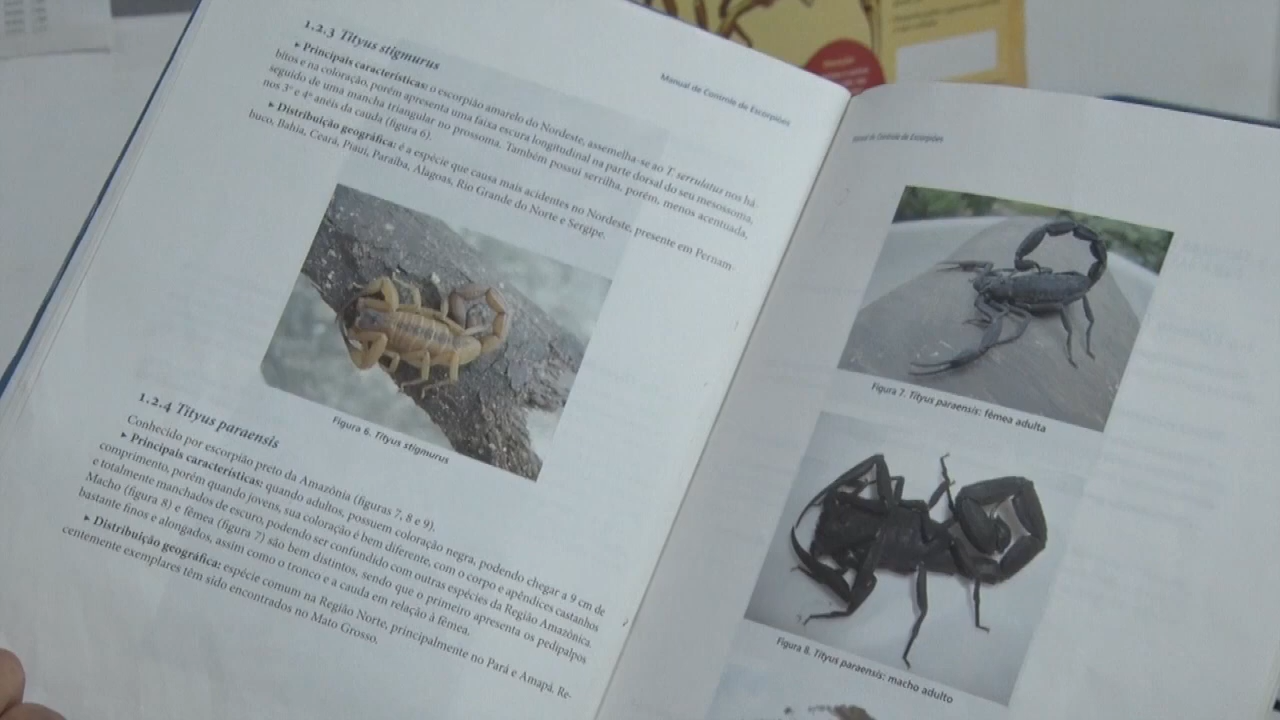 1.2.3 Tityus stigmurus
▸ Principais características: o escorpião amarelo do Nordeste, assemelha-se ao T. serrulatus nos há-
bitos e na coloração, porém apresenta uma faixa escura longitudinal na parte dorsal do seu mesossoma,
seguido de uma mancha triangular no prossoma. Também possui serrilha, porém, menos acentuada,
nos 3º e 4º anéis da cauda (figura 6).
▸ Distribuição geográfica: é a espécie que causa mais acidentes no Nordeste, presente em Pernam-
buco, Bahia, Ceará, Piauí, Paraíba, Alagoas, Rio Grande do Norte e Sergipe.
Figura 6. Tityus stigmurus
1.2.4 Tityus paraensis
Conhecido por escorpião preto da Amazônia (figuras 7, 8 e 9).
▸ Principais características: quando adultos, possuem coloração negra, podendo chegar a 9 cm de
comprimento, porém quando jovens, sua coloração é bem diferente, com o corpo e apêndices castanhos
e totalmente manchados de escuro, podendo ser confundido com outras espécies da Região Amazônica.
Macho (figura 8) e fêmea (figura 7) são bem distintos, sendo que o primeiro apresenta os pedipalpos
bastante finos e alongados, assim como o tronco e a cauda em relação à fêmea.
▸ Distribuição geográfica: espécie comum na Região Norte, principalmente no Pará e Amapá. Re-
centemente exemplares têm sido encontrados no Mato Grosso.
Manual de Controle de Escorpiões
Manual de Controle de Escorpiões
Figura 7. Tityus paraensis: fêmea adulta
Figura 8. Tityus paraensis: macho adulto